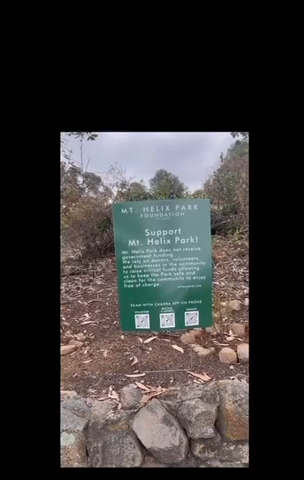 MT. HELIX PARK
FOUNDATION
Support
Mt. Helix Park!
Mt. Helix Park does not receive
government funding.
We rely on donors, volunteers,
and businesses in the community
to raise critical funds allowing
us to keep the Park safe and
clean for the community to enjoy
free of charge.
SCAN WITH CAMERA APP ON PHONE